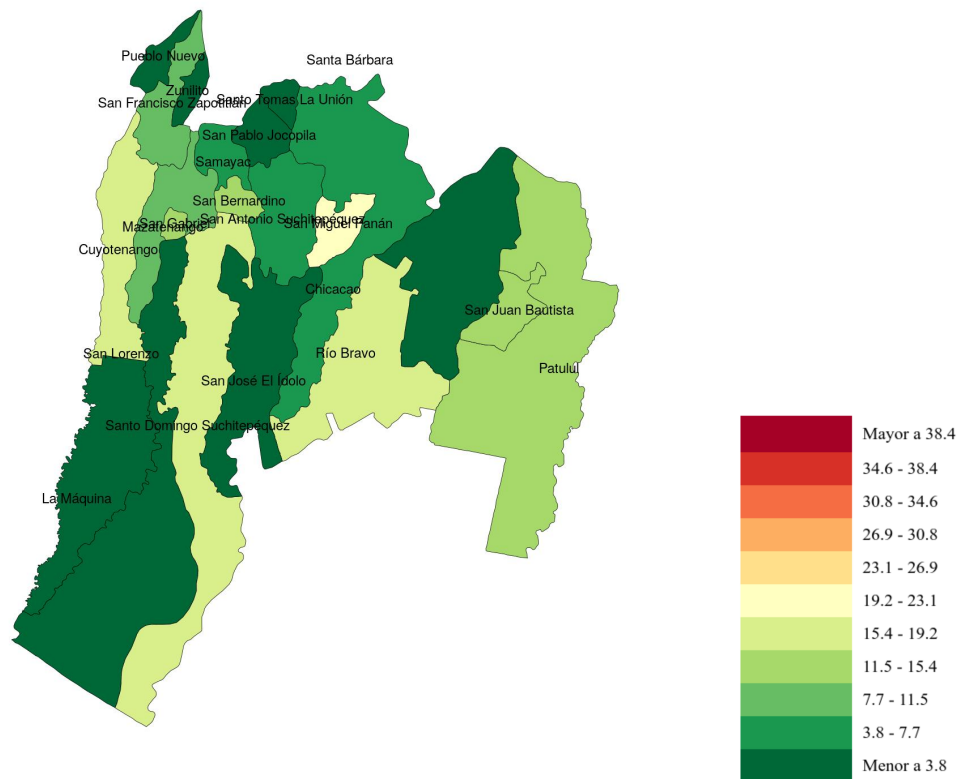 Pueblo Nuevo
Santa Bárbara
Zunilito
San Francisco Zapotitlán
Santo Tomas La Unión
San Pablo Jocopila
Samayac
San Bernardino
San Antonio Suchitepéquez
San Gabriel
San Miguel Panán
Mazatenango
Cuyotenango
Chicacao
San Juan Bautista
Río Bravo
San Lorenzo
Patulúl
San José El Ídolo
Santo Domingo Suchitepéquez
La Máquina
Mayor a 38.4
34.6 - 38.4
30.8 - 34.6
26.9 - 30.8
23.1 - 26.9
19.2 - 23.1
15.4 - 19.2
11.5 - 15.4
7.7 - 11.5
3.8 - 7.7
Menor a 3.8